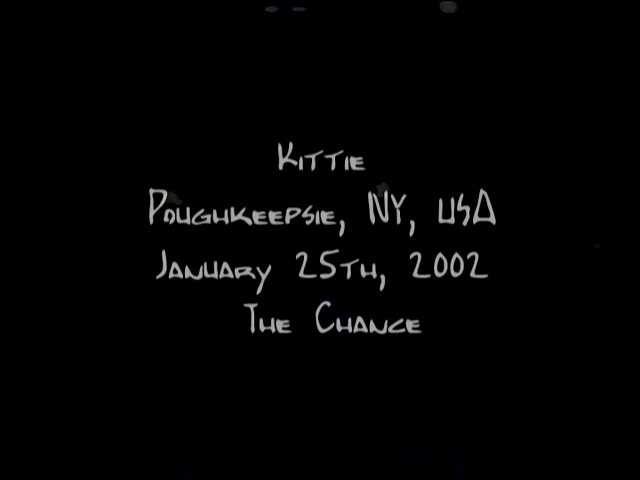 Kittie
Poughkeepsie, NY, USA
January 25th, 2002
The Chance